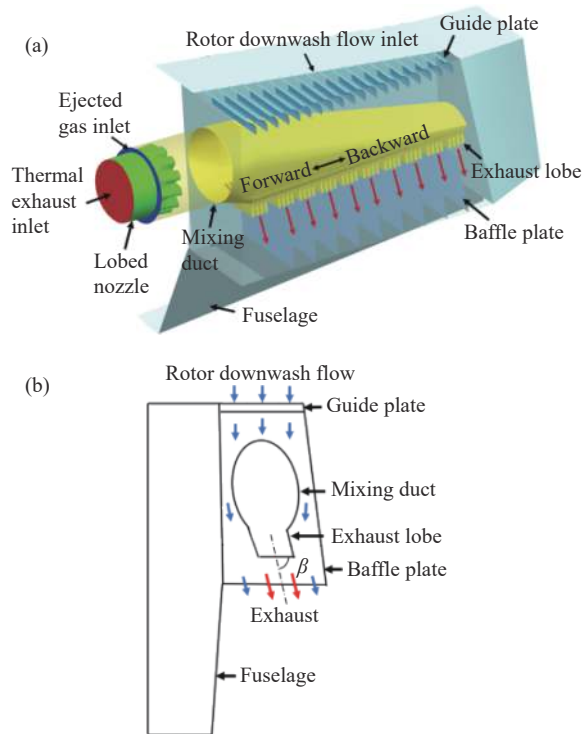 (a)
Rotor downwash flow inlet
Guide plate
Ejected
gas inlet
Thermal
exhaust
inlet
Forward
Backward
Exhaust lobe
Lobed
nozzle
Mixing
duct
Baffle plate
Fuselage
(b)
Rotor downwash flow
Guide plate
Mixing duct
Exhaust lobe
β
Baffle plate
Exhaust
Fuselage